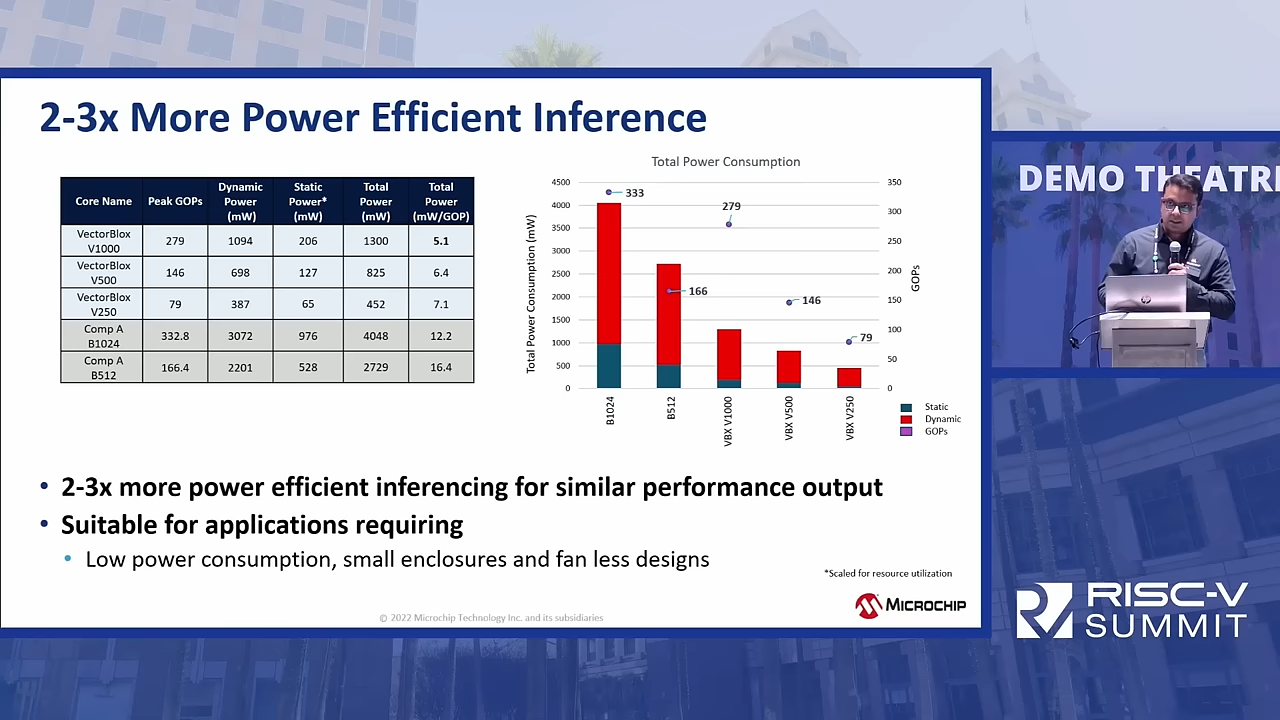 2-3x More Power Efficient Inference
Core Name Peak GOPs Dynamic Power (mW) Static Power* (mW) Total Power (mW) Total Power (mW/GOP)
VectorBlox V1000 279 1094 206 1300 5.1
VectorBlox V500 146 698 127 825 6.4
VectorBlox V250 79 387 65 452 7.1
Comp A B1024 332.8 3072 976 4048 12.2
Comp A B512 166.4 2201 528 2729 16.4
Total Power Consumption
Total Power Consumption (mW)
4500
4000
3500
3000
2500
2000
1500
1000
500
0
333
166
279
146
79
350
300
250
200
150
100
50
0
GOPs
B1024
B512
VBX V1000
VBX V500
VBX V250
Static
Dynamic
GOPs
• 2-3x more power efficient inferencing for similar performance output
• Suitable for applications requiring
• Low power consumption, small enclosures and fan less designs
*Scaled for resource utilization
MICROCHIP
© 2022 Microchip Technology Inc. and its subsidiaries
DEMO THEATR
hp
RISC-V
SUMMIT